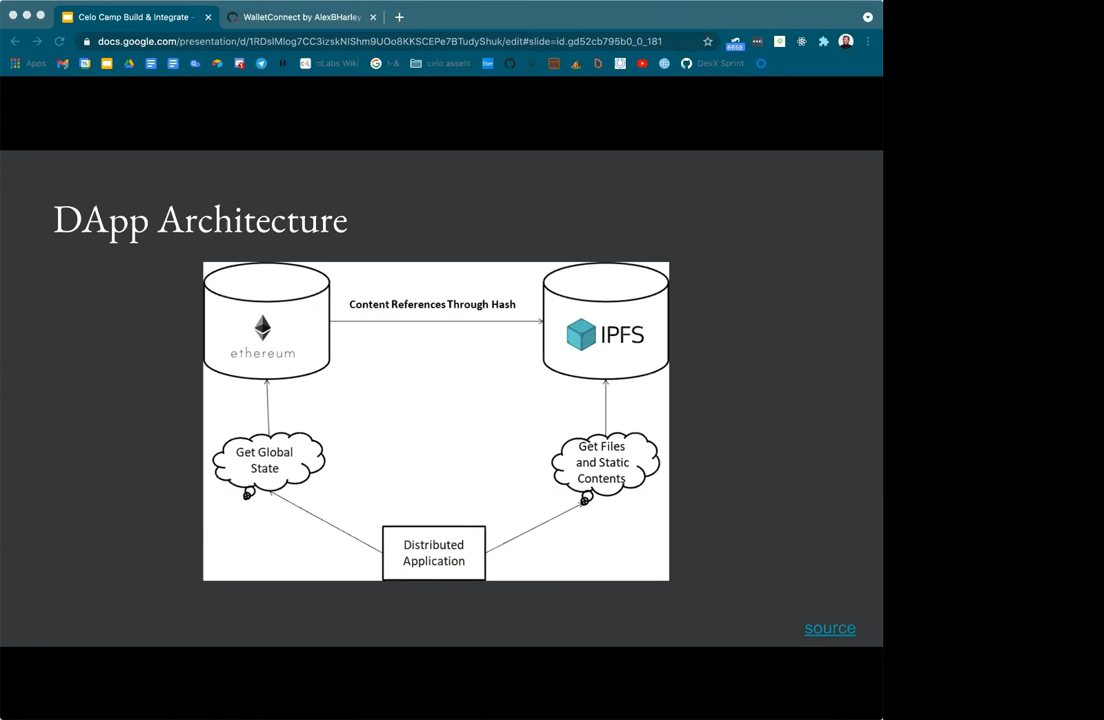 Celo Camp Build & Integrate -
WalletConnect by AlexBHarley
docs.google.com/presentation/d/1RDslMlog7CC3izskNIShm9UOo8KKSCEPe7BTudyShuk/edit#slide=id.gd52cb795b0_0_181
6656
Apps
cLabs Wiki
!-&
celo assets
DevX Sprint
DApp Architecture
ethereum
Content References Through Hash
IPFS
Get Global
State
Get Files
and Static
Contents
Distributed
Application
source